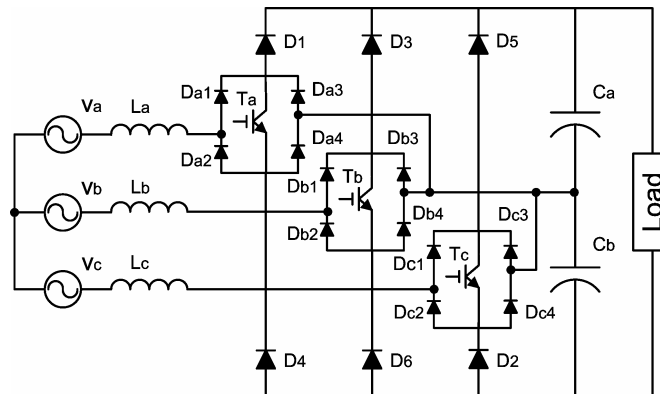 D1
D3
D5
Da1
Ta
Da3
Ca
Va
La
Da2
Da4
Db3
Db1
Tb
Vb
Lb
Db2
Db4
Dc3
Load
Dc1
Tc
Cb
Vc
Lc
Dc2
Dc4
D4
D6
D2